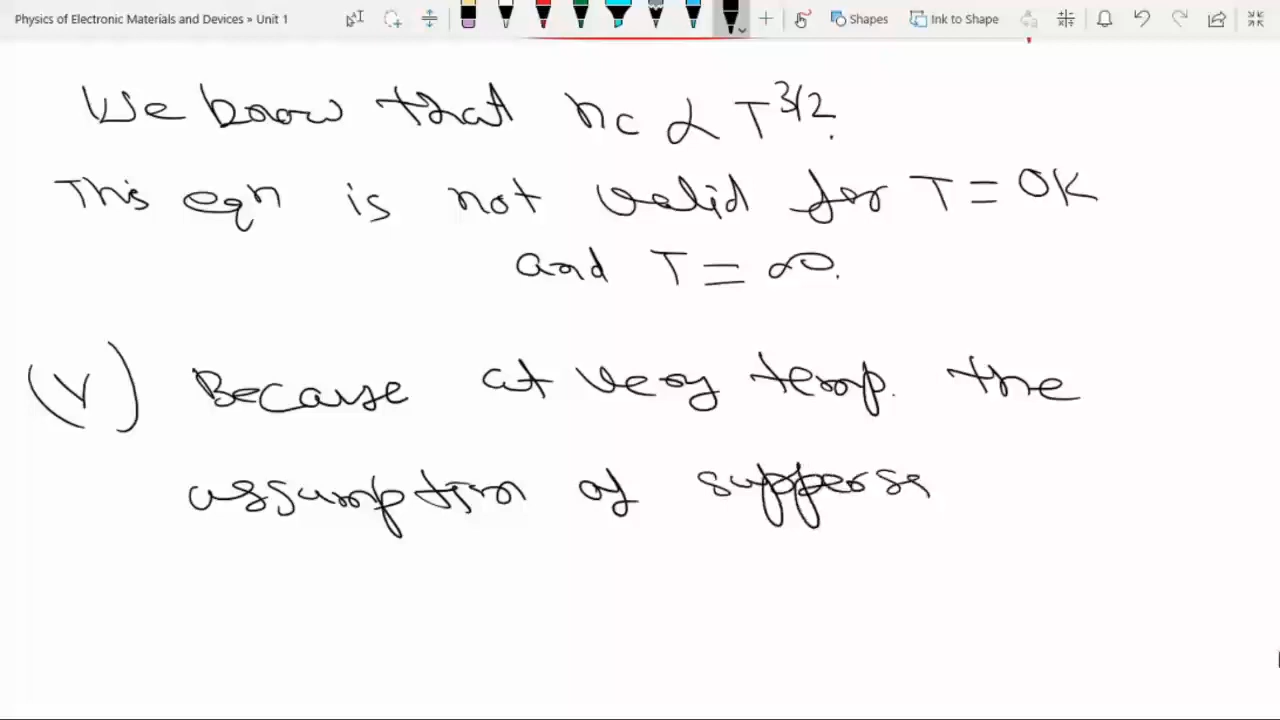 Physics of Electronic Materials and Devices » Unit 1
Shapes
Ink to Shape
We know that nc α T^3/2.
This eqn is not valid for T = 0K
and T = ∞.
(V) Because at very temp. the
assumption of